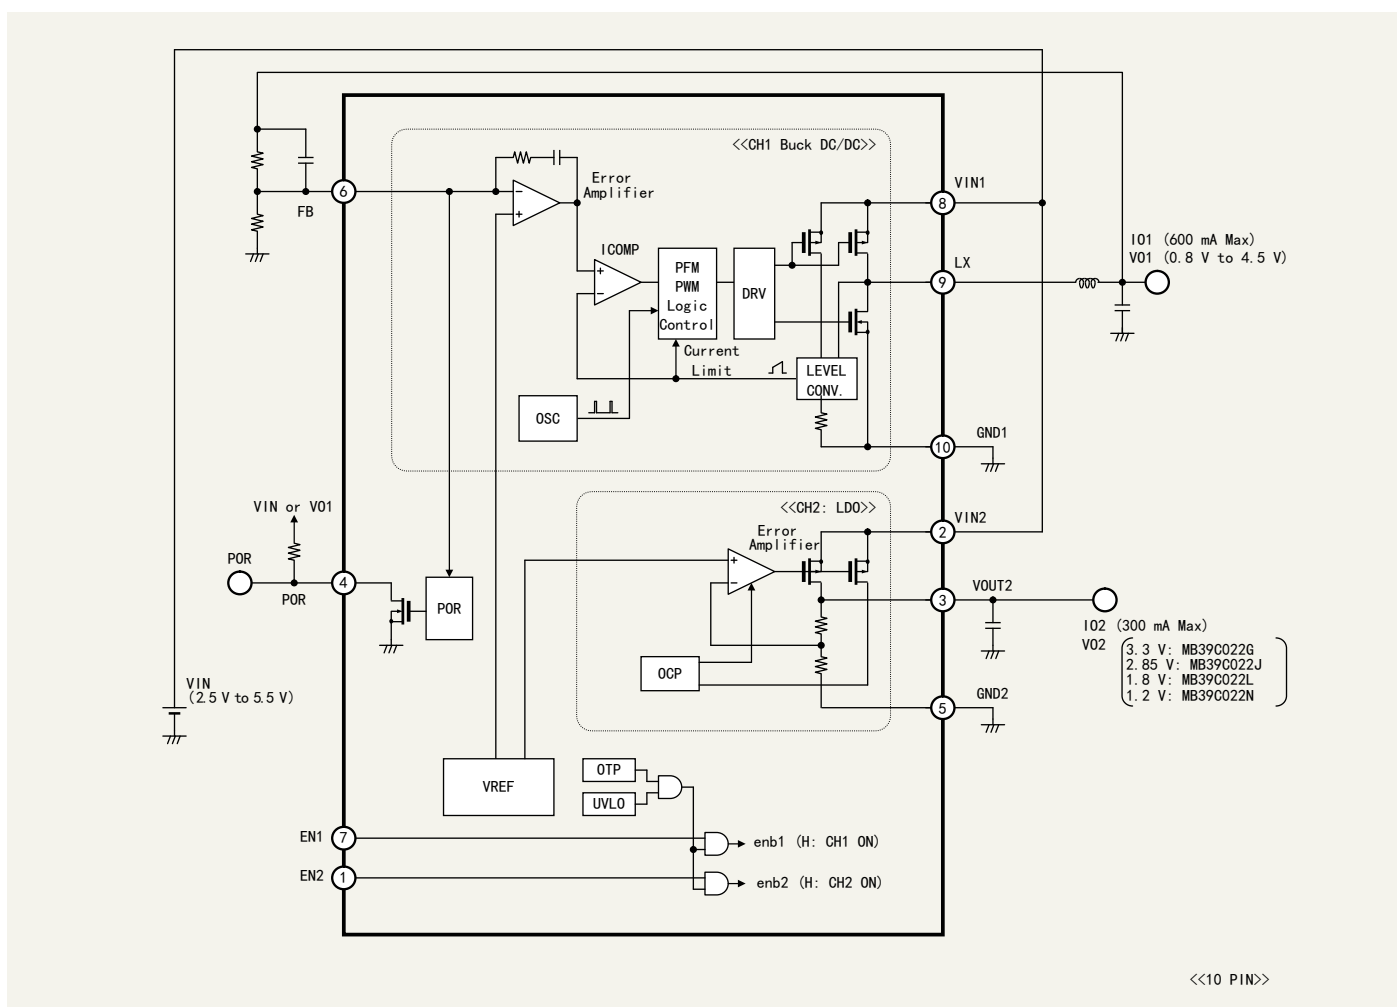 <<CH1 Buck DC/DC>>
Error
Amplifier
6
FB
−
+
VIN1
8
IO1 (600 mA Max)
VO1 (0.8 V to 4.5 V)
ICOMP
+
−
PFM
PWM
Logic
Control
DRV
LX
9
Current
Limit
LEVEL
CONV.
OSC
GND1
10
<<CH2: LDO>>
VIN or VO1
Error
Amplifier
VIN2
2
+
−
POR
4
POR
POR
VOUT2
3
IO2 (300 mA Max)
VO2
3.3 V: MB39C022G
2.85 V: MB39C022J
1.8 V: MB39C022L
1.2 V: MB39C022N
OCP
GND2
5
VIN
(2.5 V to 5.5 V)
VREF
OTP
UVLO
EN1
7
enb1 (H: CH1 ON)
EN2
1
enb2 (H: CH2 ON)
<<10 PIN>>